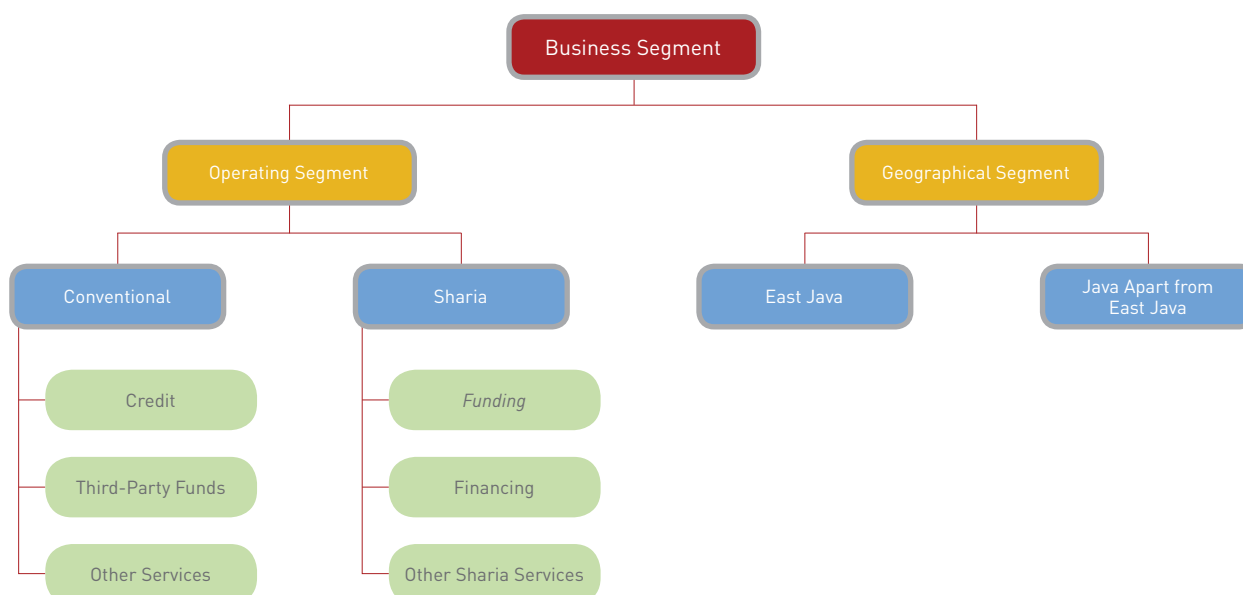 Business Segment
Operating Segment
Geographical Segment
Conventional
Sharia
East Java
Java Apart from
East Java
Credit
Funding
Third-Party Funds
Financing
Other Services
Other Sharia Services